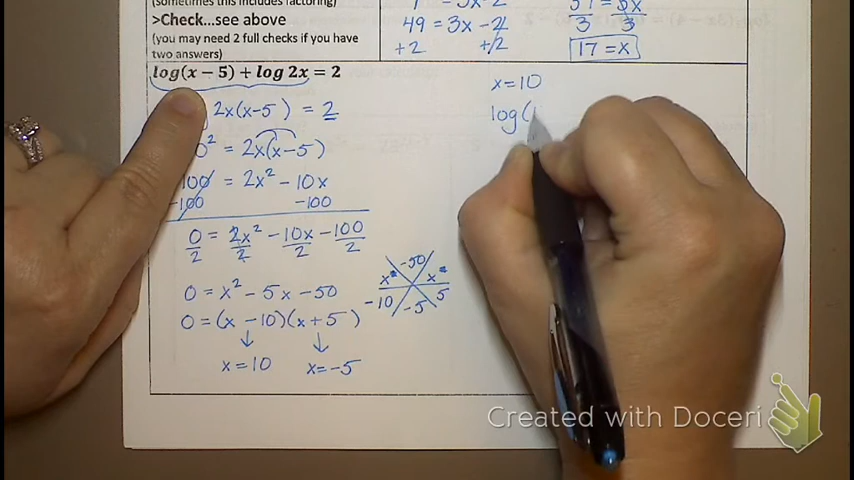 (sometimes this includes factoring)
>Check...see above
(you may need 2 full checks if you have
two answers)
49 = 3x - 2
+2 +2
3 3
17 = x
log(x − 5) + log 2x = 2
2x(x-5) = 2
0² = 2x(x-5)
100 = 2x² - 10x
-100 -100
0 = 2x² - 10x - 100
2 2 2 2
0 = x² - 5x - 50
0 = (x - 10)(x + 5)
x = 10 x = -5
-50
x x
-10 5
-5
x = 10
log(
Created with Doceri